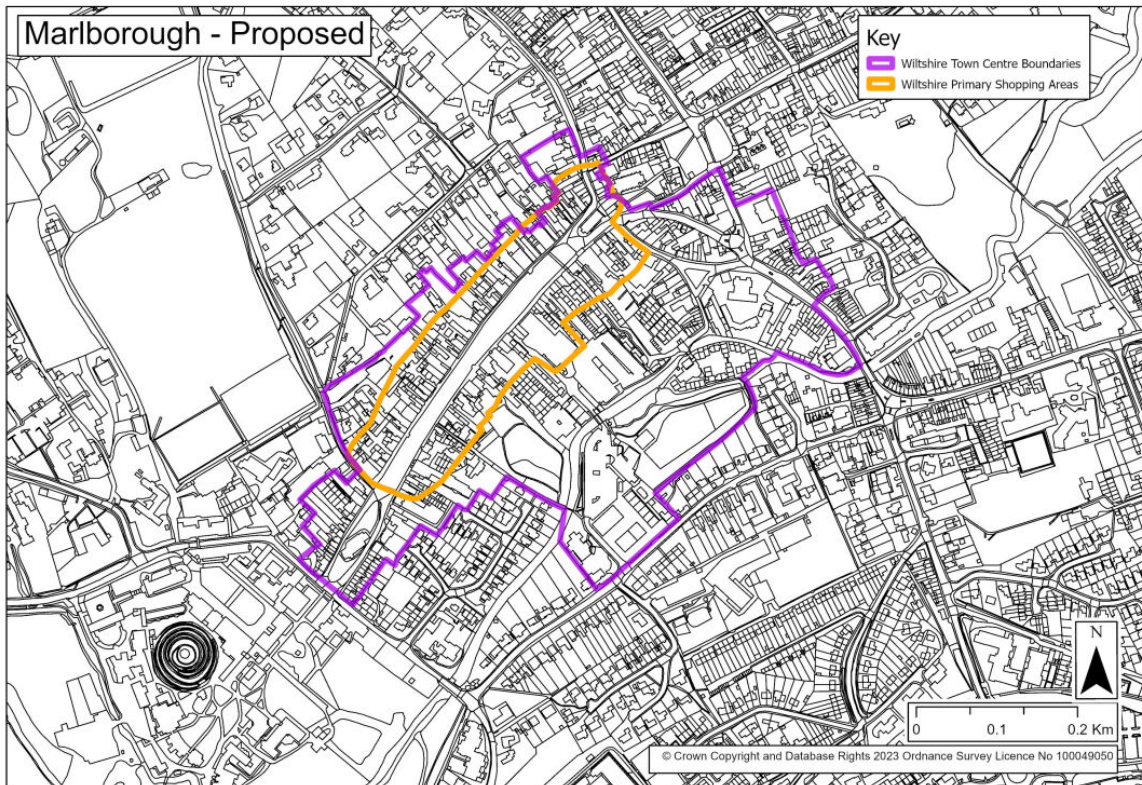 Marlborough - Proposed
Key
Wiltshire Town Centre Boundaries
Wiltshire Primary Shopping Areas
N
0 0.1 0.2 Km
© Crown Copyright and Database Rights 2023 Ordnance Survey Licence No 100049050